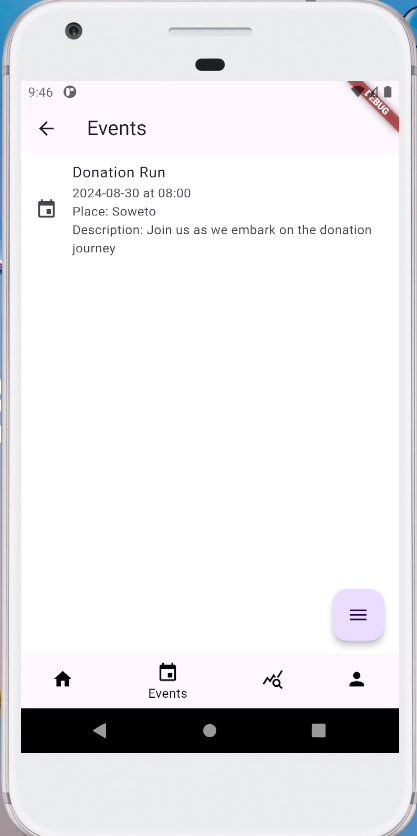 9:46
DEBUG
Events
Donation Run
2024-08-30 at 08:00
Place: Soweto
Description: Join us as we embark on the donation
journey
Events